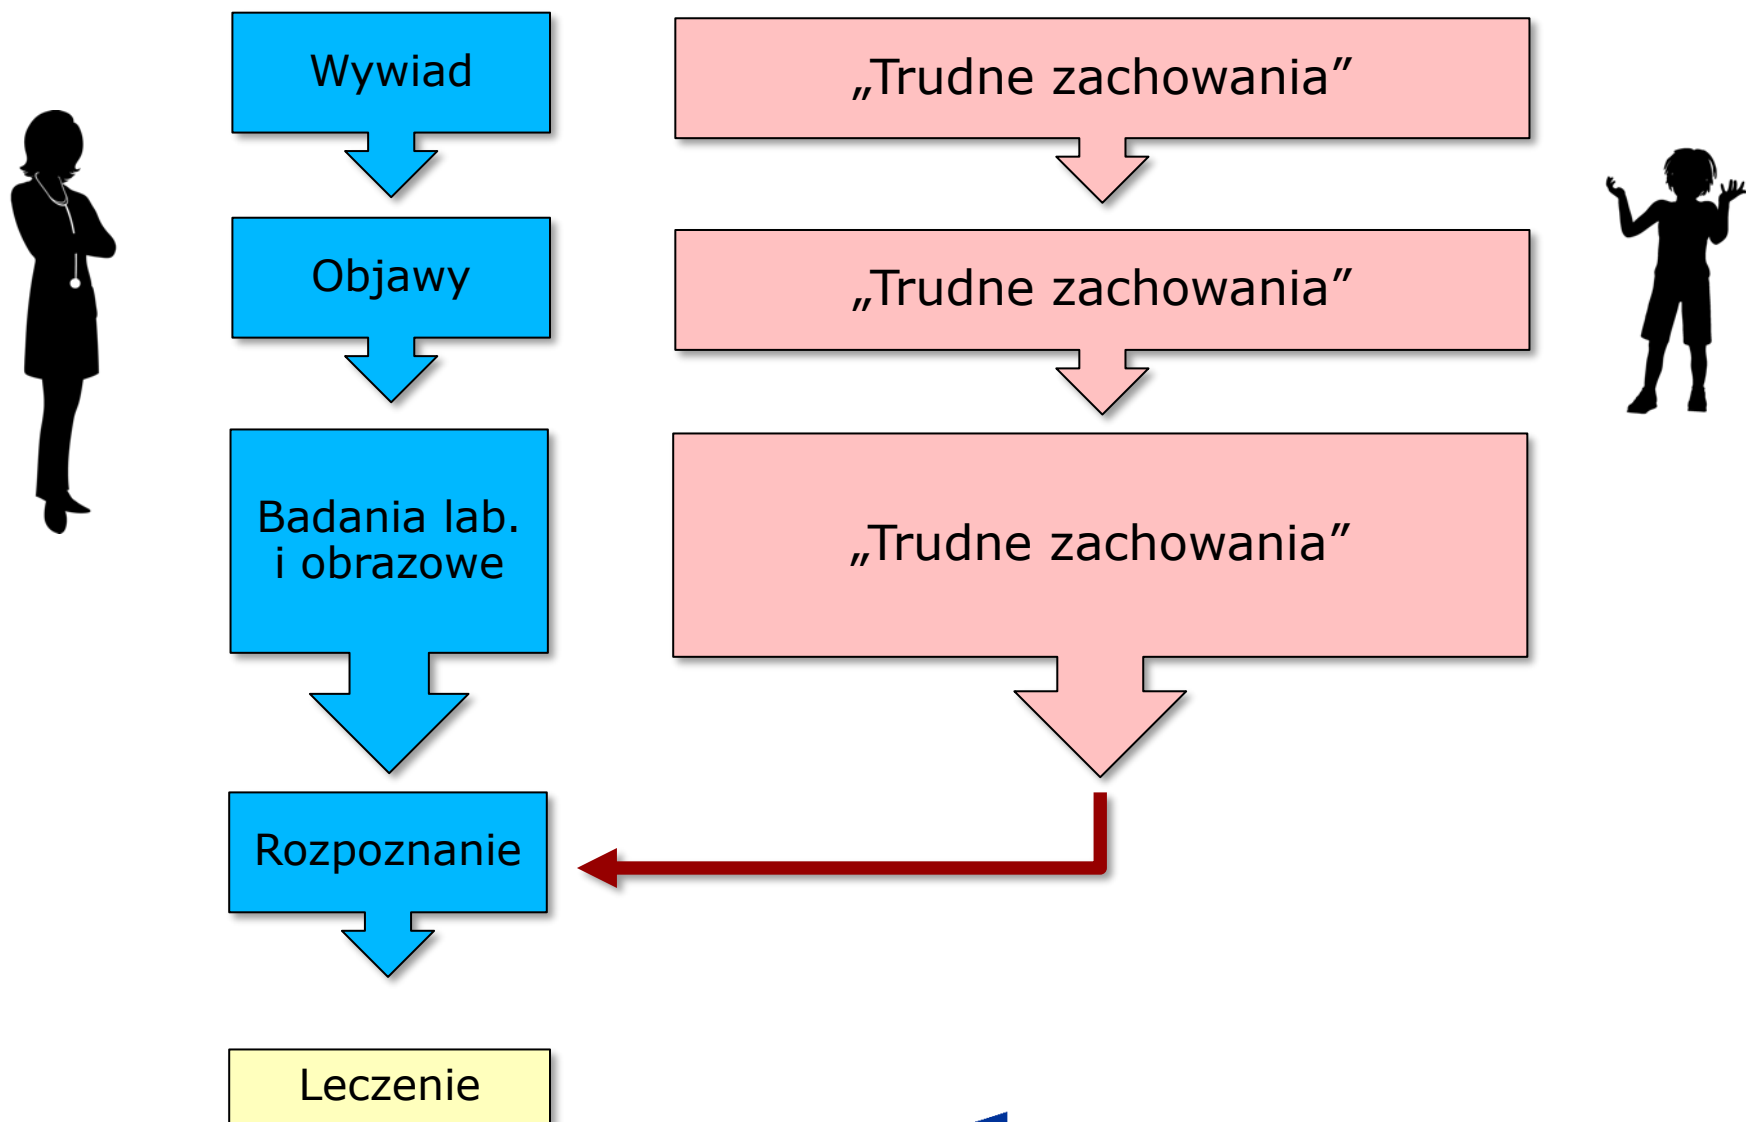 Wywiad
„Trudne zachowania”
Objawy
„Trudne zachowania”
Badania lab.
i obrazowe
„Trudne zachowania”
Rozpoznanie
Leczenie